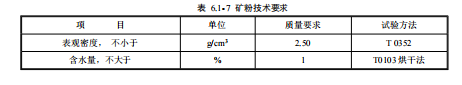 表 6.1-7 矿粉技术要求
项 目 单位 质量要求 试验方法
表观密度， 不小于 g/cm³ 2.50 T 0352
含水量，不大于 % 1 T0103 烘干法